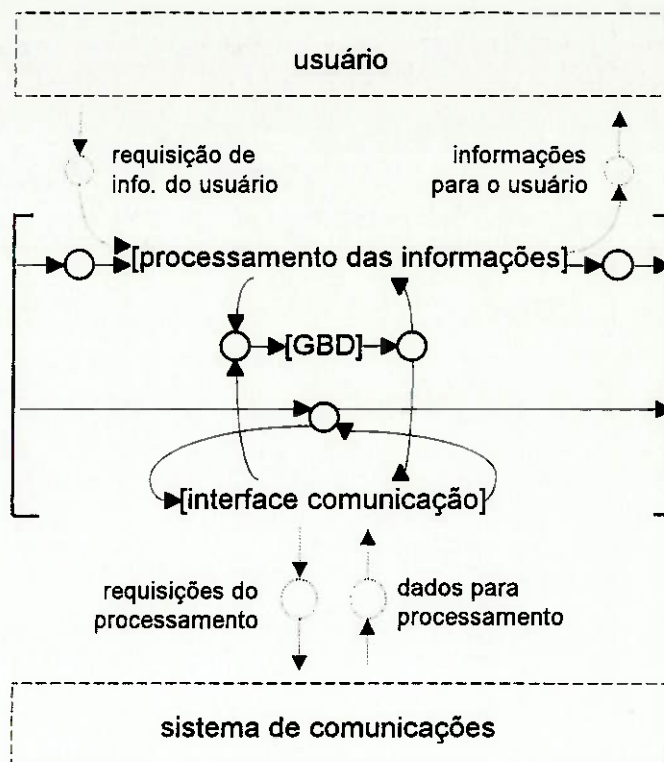 usuário
requisição de
info. do usuário
informações
para o usuário
[processamento das informações]
[GBD]
[interface comunicação]
requisições do
processamento
dados para
processamento
sistema de comunicações